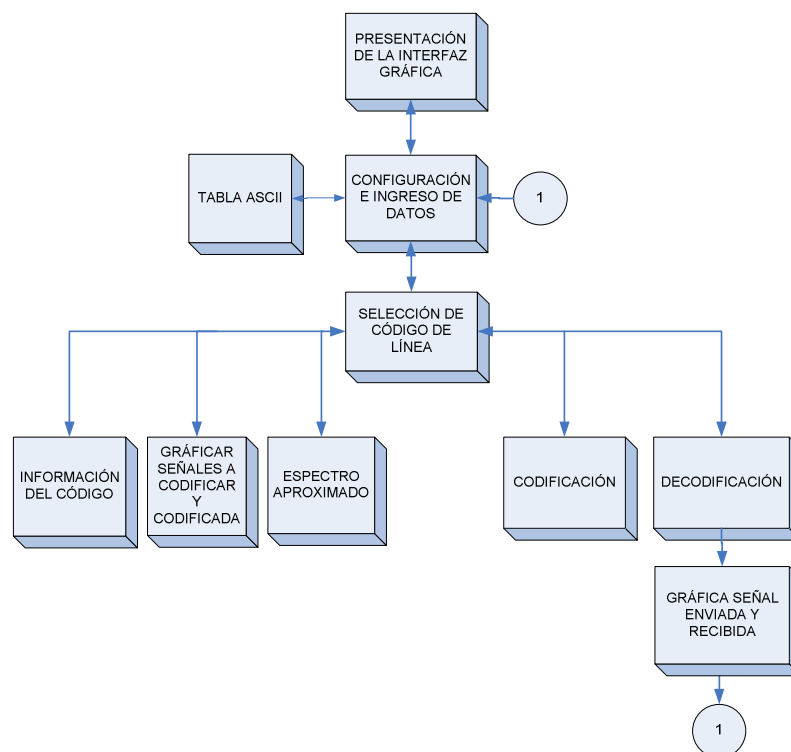 PRESENTACIÓN
DE LA INTERFAZ
GRÁFICA
TABLA ASCII
CONFIGURACIÓN
E INGRESO DE
DATOS
1
SELECCIÓN DE
CÓDIGO DE
LÍNEA
INFORMACIÓN
DEL CÓDIGO
GRÁFICAR
SEÑALES A
CODIFICAR
Y
CODIFICADA
ESPECTRO
APROXIMADO
CODIFICACIÓN
DECODIFICACIÓN
GRÁFICA SEÑAL
ENVIADA Y
RECIBIDA
1